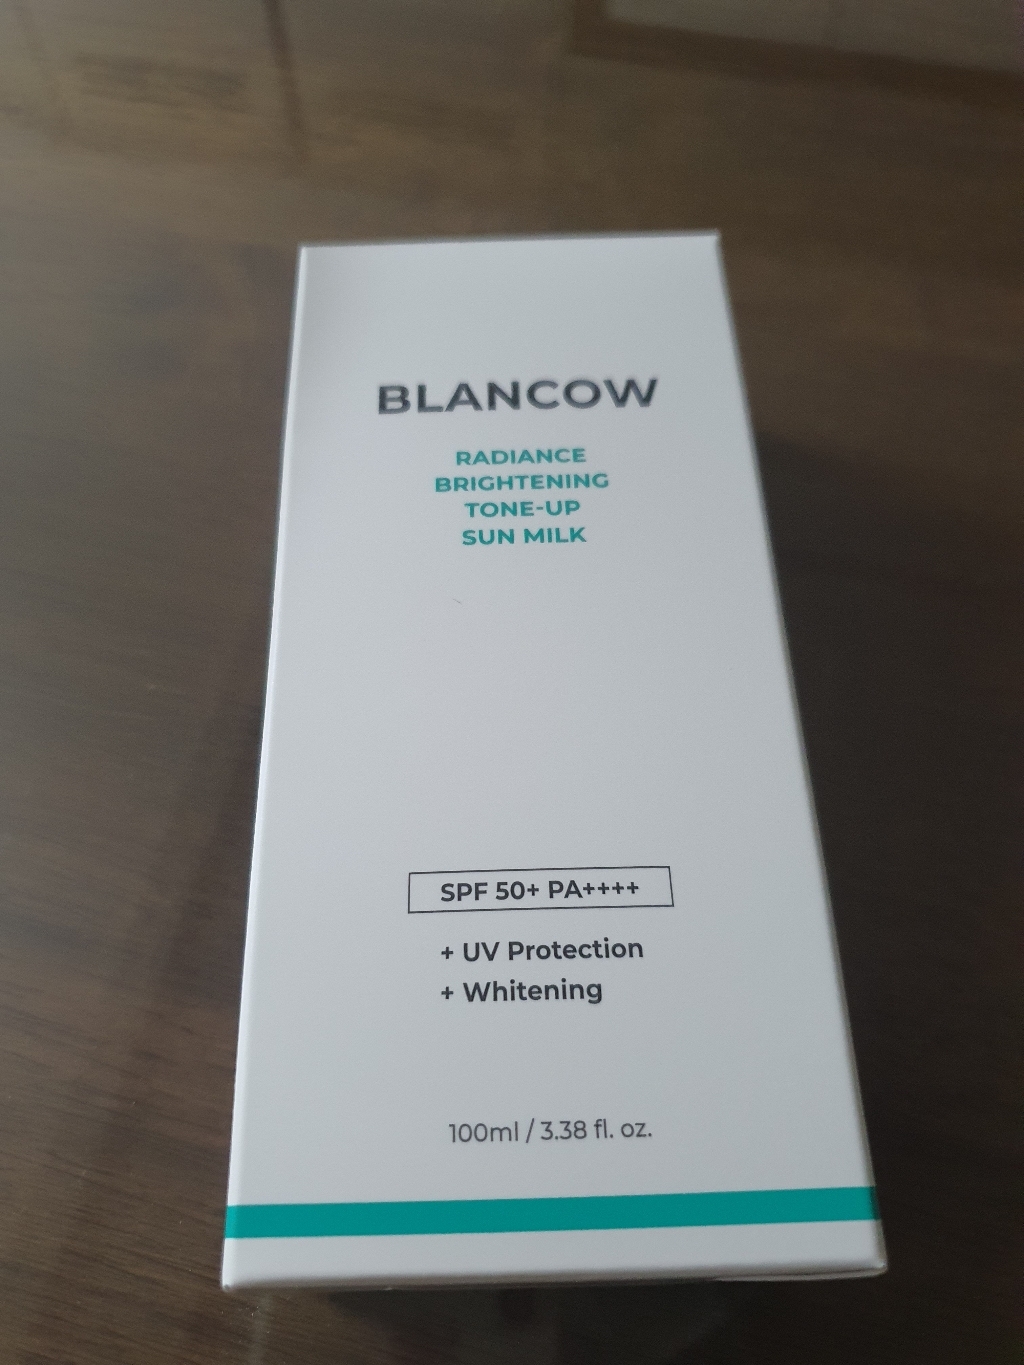 BLANCOW
RADIANCE
BRIGHTENING
TONE-UP
SUN MILK
SPF 50+ PA++++
+ UV Protection
+ Whitening
100ml / 3.38 fl. oz.